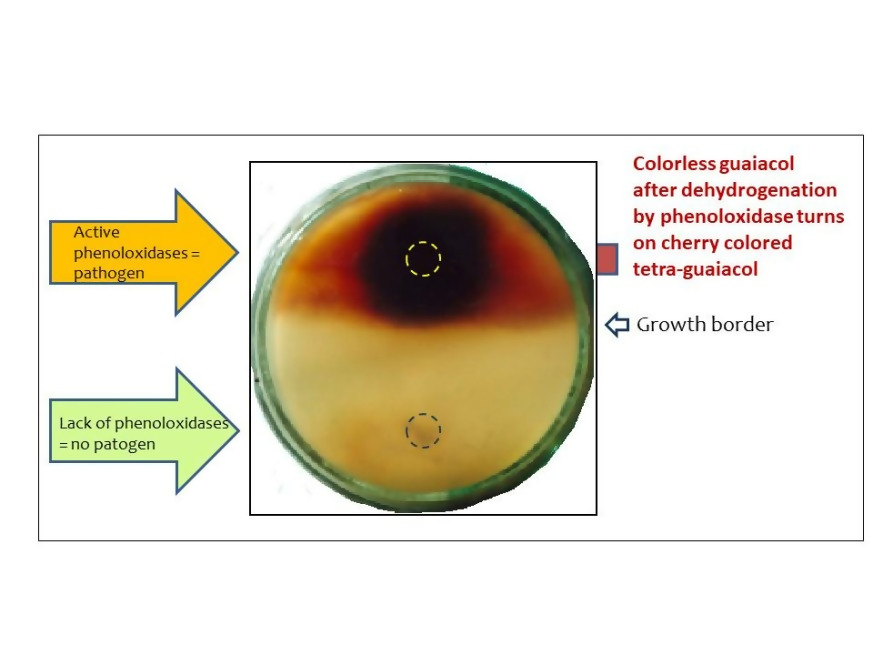 Active
phenoloxidases =
pathogen
Lack of phenoloxidases
= no patogen
Colorless guaiacol
after dehydrogenation
by phenoloxidase turns
on cherry colored
tetra-guaiacol
Growth border